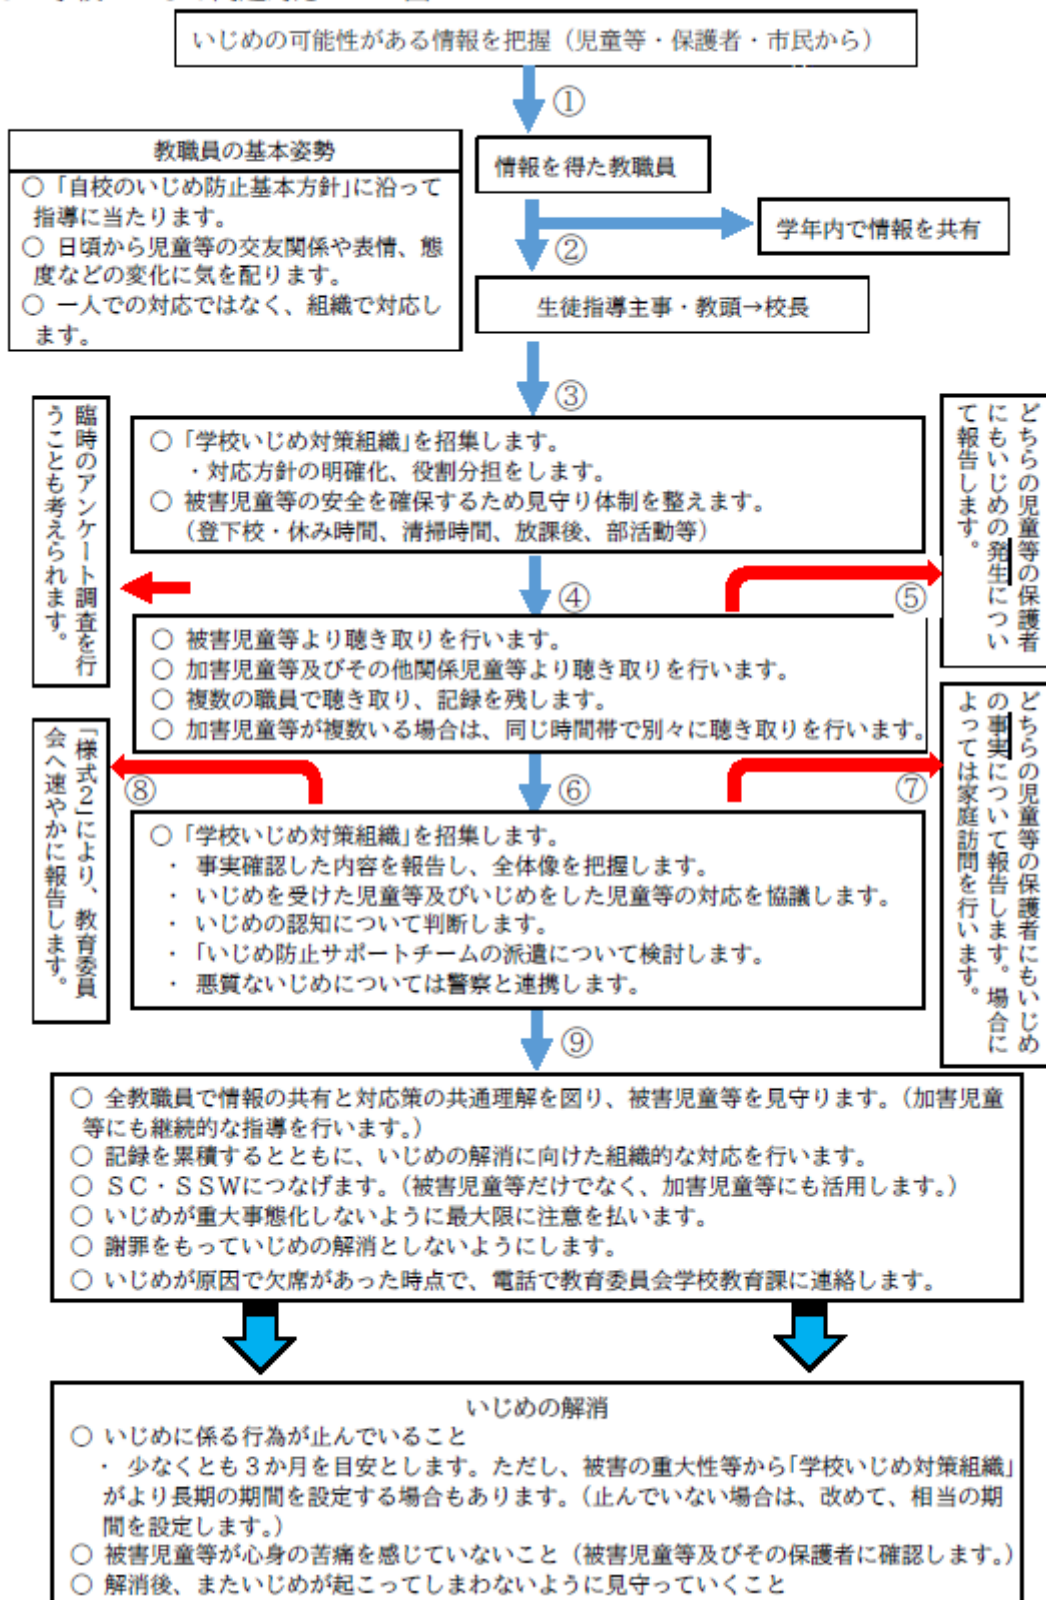 いじめの可能性がある情報を把握（児童等・保護者・市民から）
①
教職員の基本姿勢
○「自校のいじめ防止基本方針」に沿って
指導に当たります。
○ 日頃から児童等の交友関係や表情、態
度などの変化に気を配ります。
○ 一人での対応ではなく、組織で対応し
ます。
情報を得た教職員
学年内で情報を共有
②
生徒指導主事・教頭→校長
③
臨時のアンケート調査を行
うことも考えられます。
○「学校いじめ対策組織」を招集します。
・対応方針の明確化、役割分担をします。
○ 被害児童等の安全を確保するため見守り体制を整えます。
（登下校・休み時間、清掃時間、放課後、部活動等）
どちらの児童等の保護者
にもいじめの発生につい
て報告します。
④
⑤
○ 被害児童等より聴き取りを行います。
○ 加害児童等及びその他関係児童等より聴き取りを行います。
○ 複数の職員で聴き取り、記録を残します。
○ 加害児童等が複数いる場合は、同じ時間帯で別々に聴き取りを行います。
どちらの児童等の保護者にもいじめ
の事実について報告します。場合に
よっては家庭訪問を行います。
「様式２」により、教育委員
会へ速やかに報告します。
⑧
⑥
⑦
○「学校いじめ対策組織」を招集します。
・ 事実確認した内容を報告し、全体像を把握します。
・ いじめを受けた児童等及びいじめをした児童等の対応を協議します。
・ いじめの認知について判断します。
・「いじめ防止サポートチームの派遣について検討します。
・ 悪質ないじめについては警察と連携します。
⑨
○ 全教職員で情報の共有と対応策の共通理解を図り、被害児童等を見守ります。（加害児童
等にも継続的な指導を行います。）
○ 記録を累積するとともに、いじめの解消に向けた組織的な対応を行います。
○ ＳＣ・ＳＳＷにつなげます。（被害児童等だけでなく、加害児童等にも活用します。）
○ いじめが重大事態化しないように最大限に注意を払います。
○ 謝罪をもっていじめの解消としないようにします。
○ いじめが原因で欠席があった時点で、電話で教育委員会学校教育課に連絡します。
いじめの解消
○ いじめに係る行為が止んでいること
・ 少なくとも３か月を目安とします。ただし、被害の重大性等から「学校いじめ対策組織」
がより長期の期間を設定する場合もあります。（止んでいない場合は、改めて、相当の期
間を設定します。）
○ 被害児童等が心身の苦痛を感じていないこと（被害児童等及びその保護者に確認します。）
○ 解消後、またいじめが起こってしまわないように見守っていくこと